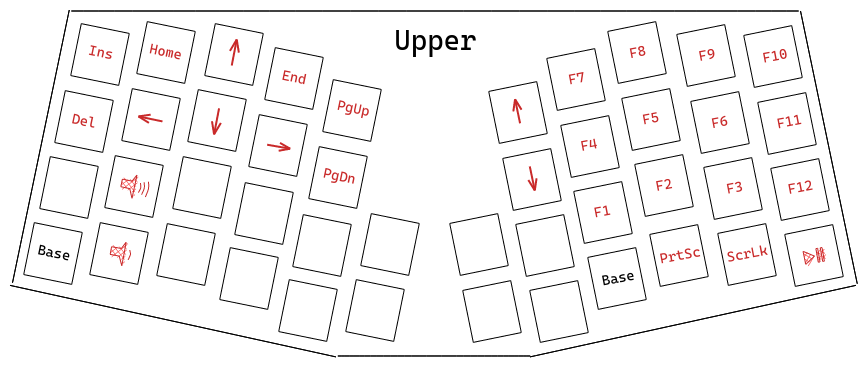 Upper
Ins
Home
↑
End
PgUp
Del
←
↓
→
PgDn
Base
↑
F7
F8
F9
F10
↓
F4
F5
F6
F11
F1
F2
F3
F12
Base
PrtSc
ScrLk